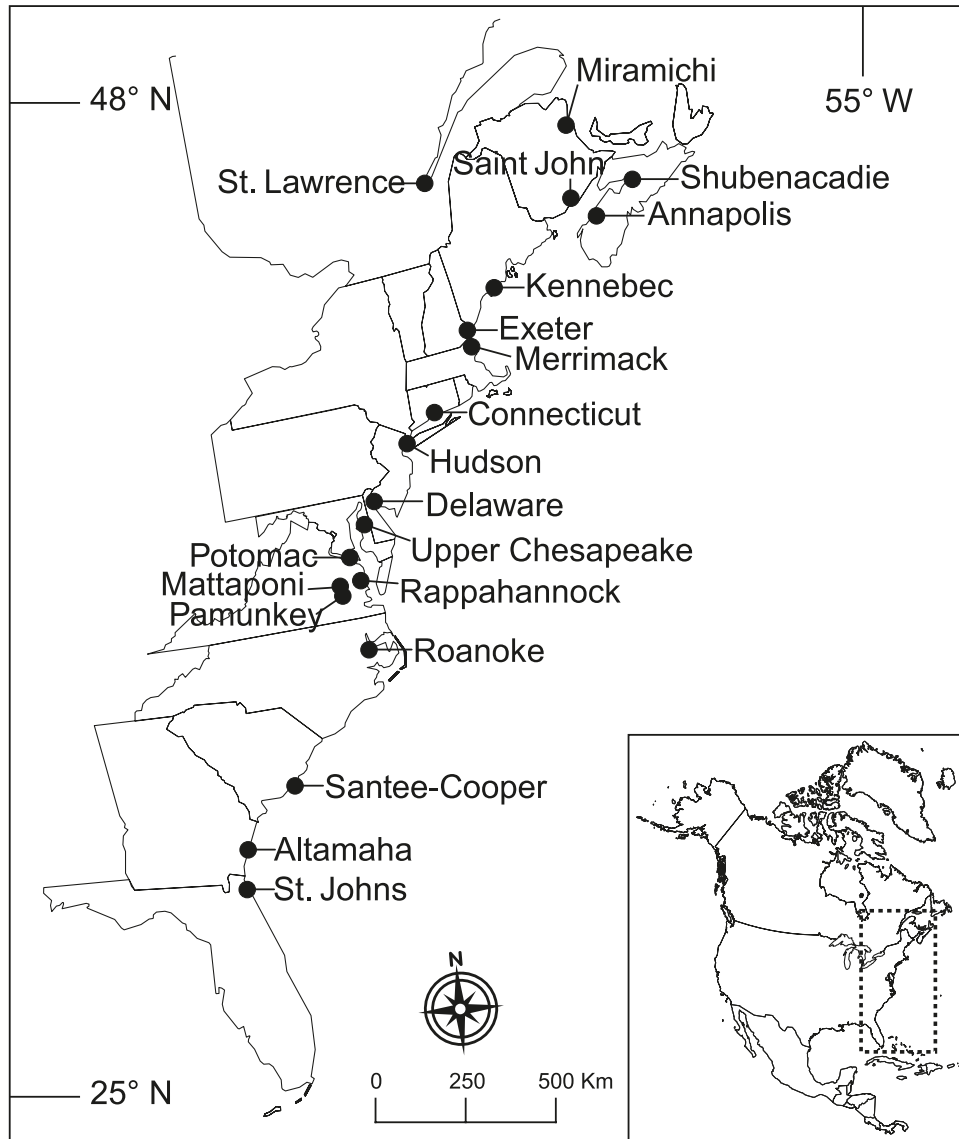 48° N
55° W
Miramichi
Saint John
St. Lawrence
Shubenacadie
Annapolis
Kennebec
Exeter
Merrimack
Connecticut
Hudson
Delaware
Upper Chesapeake
Potomac
Mattaponi
Rappahannock
Pamunkey
Roanoke
Santee-Cooper
Altamaha
St. Johns
N
0 250 500 Km
25° N